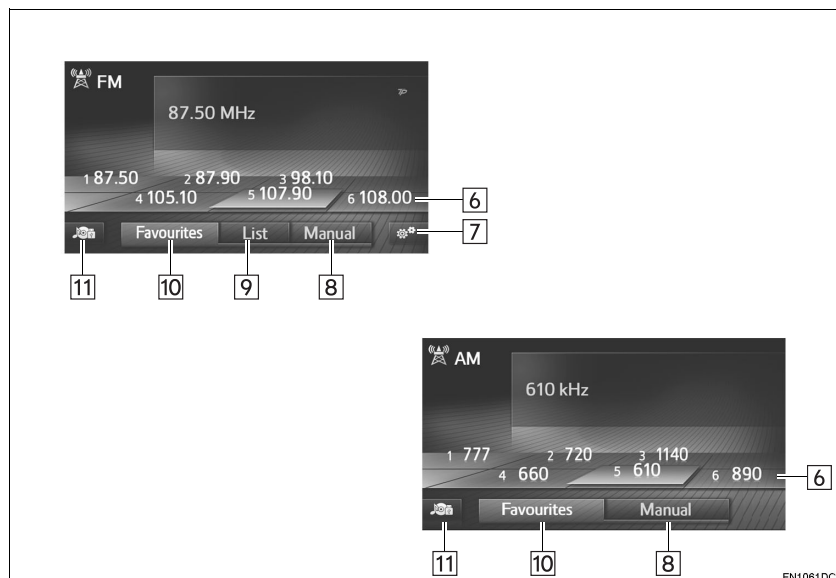 FM
TP
87.50 MHz
1 87.50 2 87.90 3 98.10
4 105.10 5 107.90 6 108.00
6
Favourites List Manual
7
11 10 9 8
AM
610 kHz
1 777 2 720 3 1140
4 660 5 610 6 890
6
Favourites Manual
11 10 8
EN1061DC